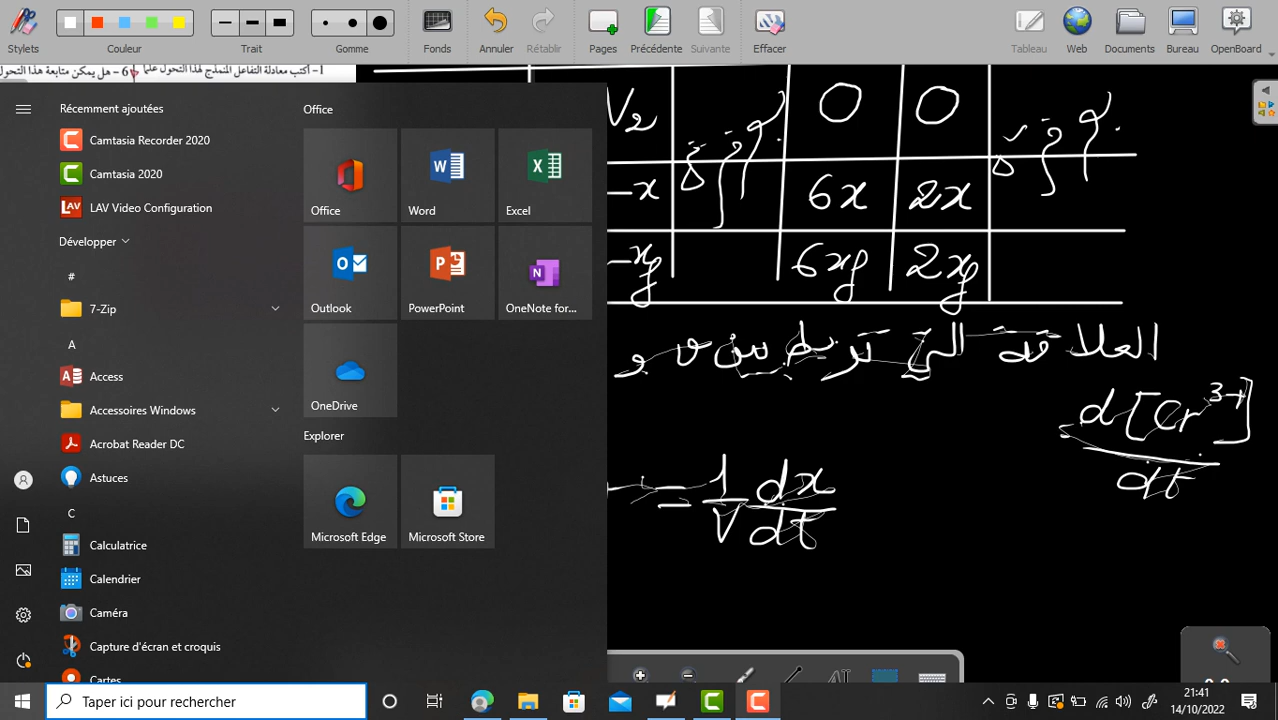 Stylets
Couleur
Trait
Gomme
Fonds
Annuler
Rétablir
Pages
Précédente
Suivante
Effacer
Tableau
Web
Documents
Bureau
OpenBoard
1- أكتب معادلة التفاعل المنمذج لهذا التحول علما
6 - هل يمكن متابعة هذا التحول
Récemment ajoutées
Camtasia Recorder 2020
Camtasia 2020
LAV Video Configuration
Développer
#
7-Zip
A
Access
Accessoires Windows
Acrobat Reader DC
Astuces
C
Calculatrice
Calendrier
Caméra
Capture d'écran et croquis
Cartes
Office
Office
Word
Excel
Outlook
PowerPoint
OneNote for...
OneDrive
Explorer
Microsoft Edge
Microsoft Store
V2
0
0
-x
6x
2x
-xf
6xf
2xf
العلاقة التي تربط بين v و
d[Cr3+]
dt
= 1/V dx/dt
Taper ici pour rechercher
21:41
14/10/2022